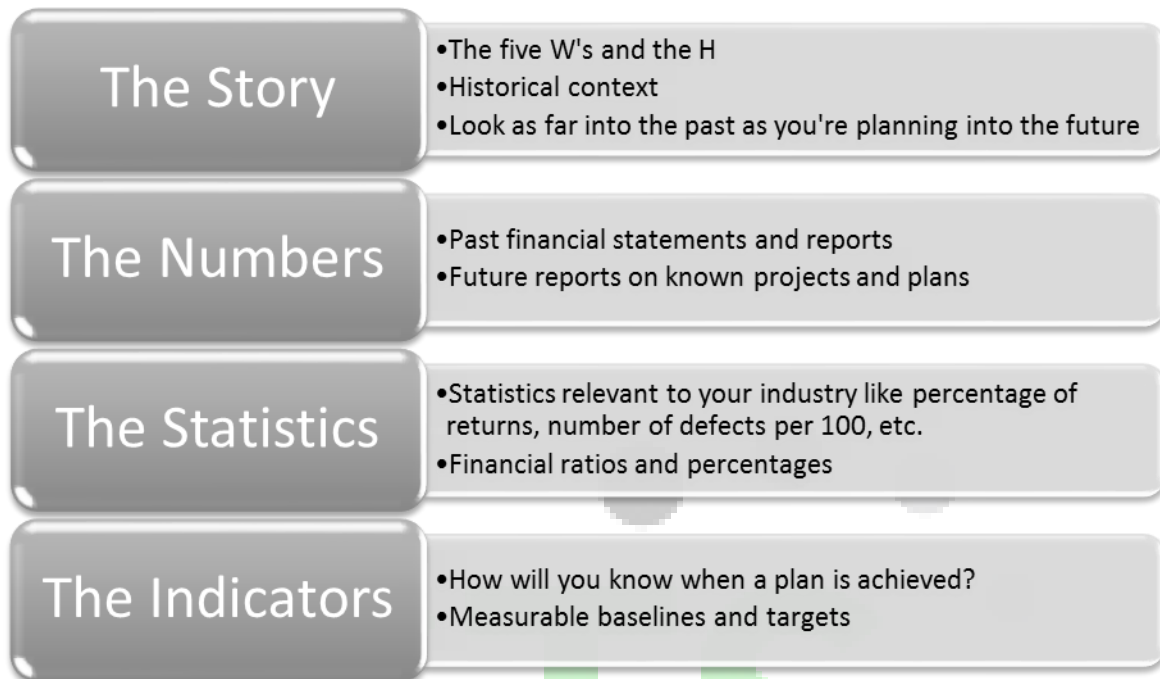 The Story
•The five W's and the H
•Historical context
•Look as far into the past as you're planning into the future
The Numbers
•Past financial statements and reports
•Future reports on known projects and plans
The Statistics
•Statistics relevant to your industry like percentage of
returns, number of defects per 100, etc.
•Financial ratios and percentages
The Indicators
•How will you know when a plan is achieved?
•Measurable baselines and targets